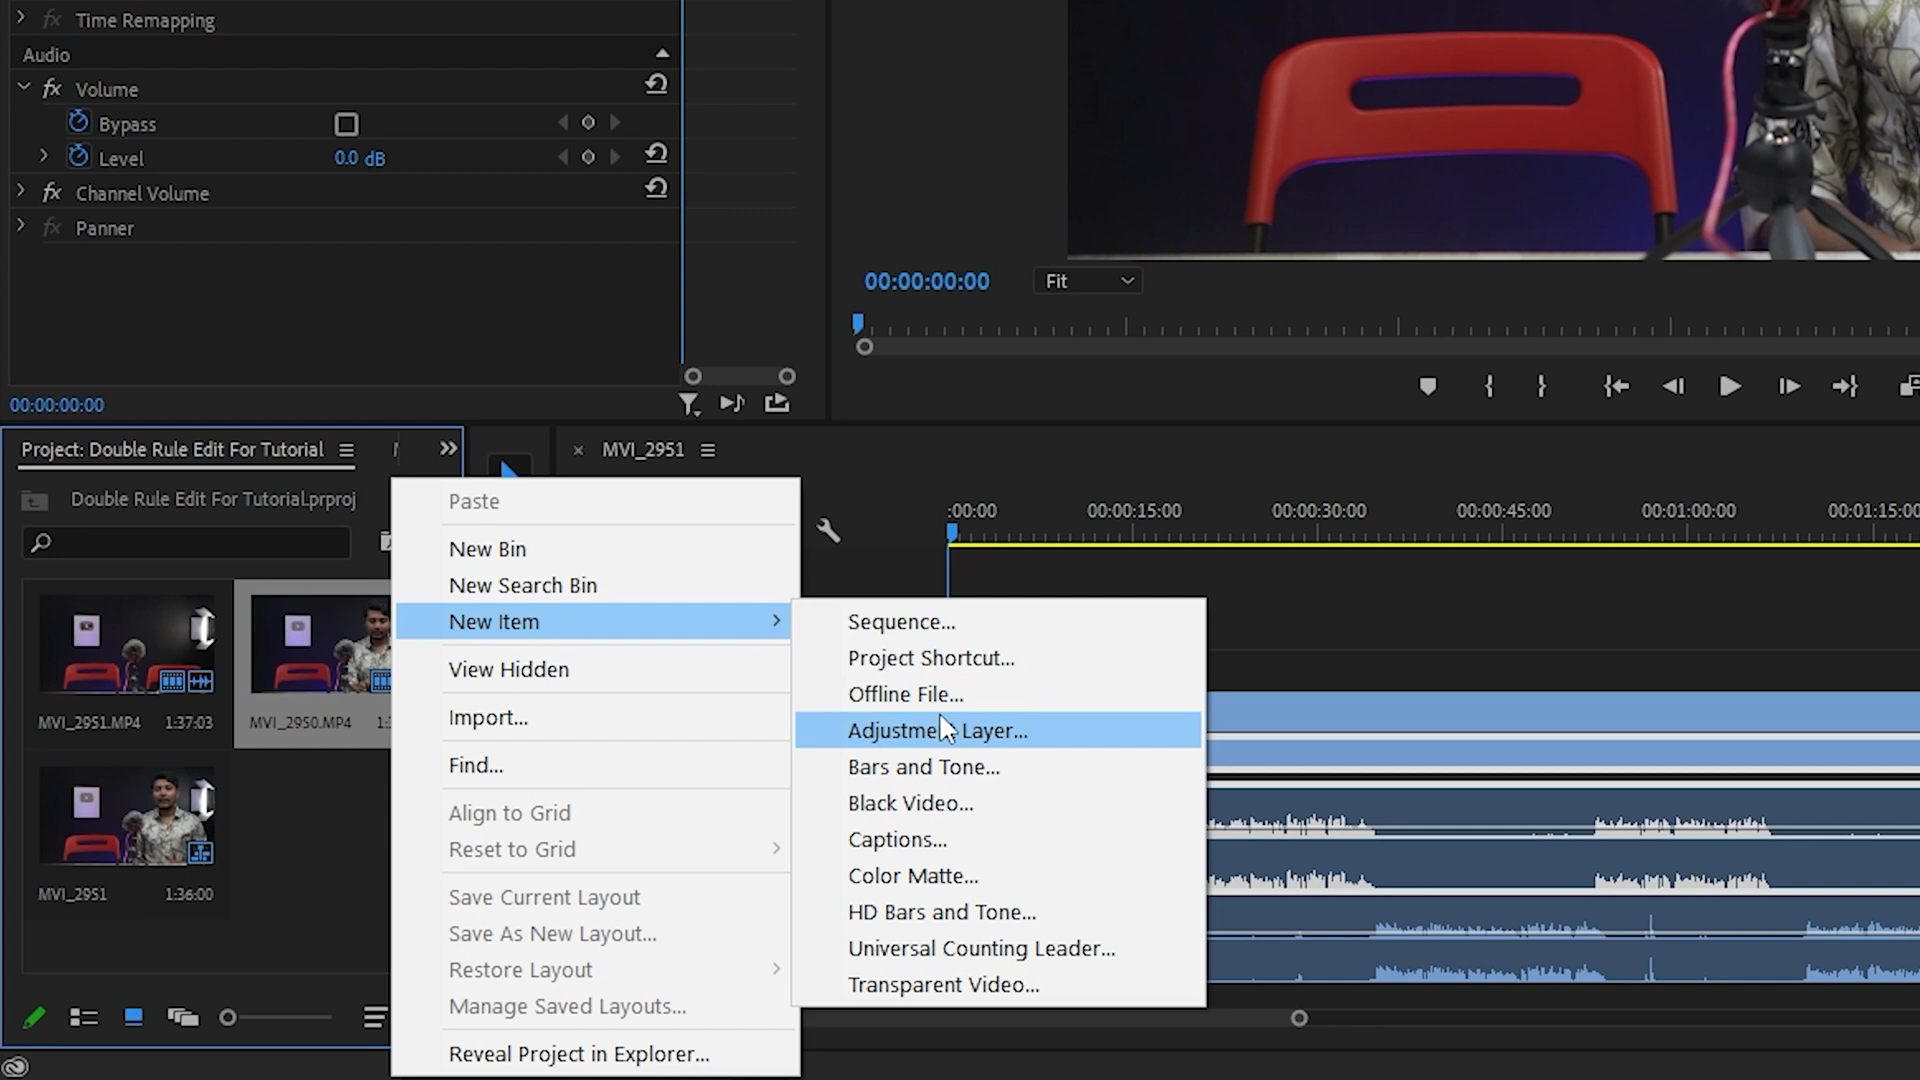 fx Time Remapping
Audio
fx Volume
Bypass
Level 0.0 dB
fx Channel Volume
fx Panner
00:00:00:00
00:00:00:00 Fit
Project: Double Rule Edit For Tutorial
Double Rule Edit For Tutorial.prproj
MVI_2951.MP4 1:37:03
MVI_2950.MP4
MVI_2951 1:36:00
Paste
New Bin
New Search Bin
New Item
View Hidden
Import...
Find...
Align to Grid
Reset to Grid
Save Current Layout
Save As New Layout...
Restore Layout
Manage Saved Layouts...
Reveal Project in Explorer...
Sequence...
Project Shortcut...
Offline File...
Adjustment Layer...
Bars and Tone...
Black Video...
Captions...
Color Matte...
HD Bars and Tone...
Universal Counting Leader...
Transparent Video...
MVI_2951
:00:00 00:00:15:00 00:00:30:00 00:00:45:00 00:01:00:00 00:01:15:00